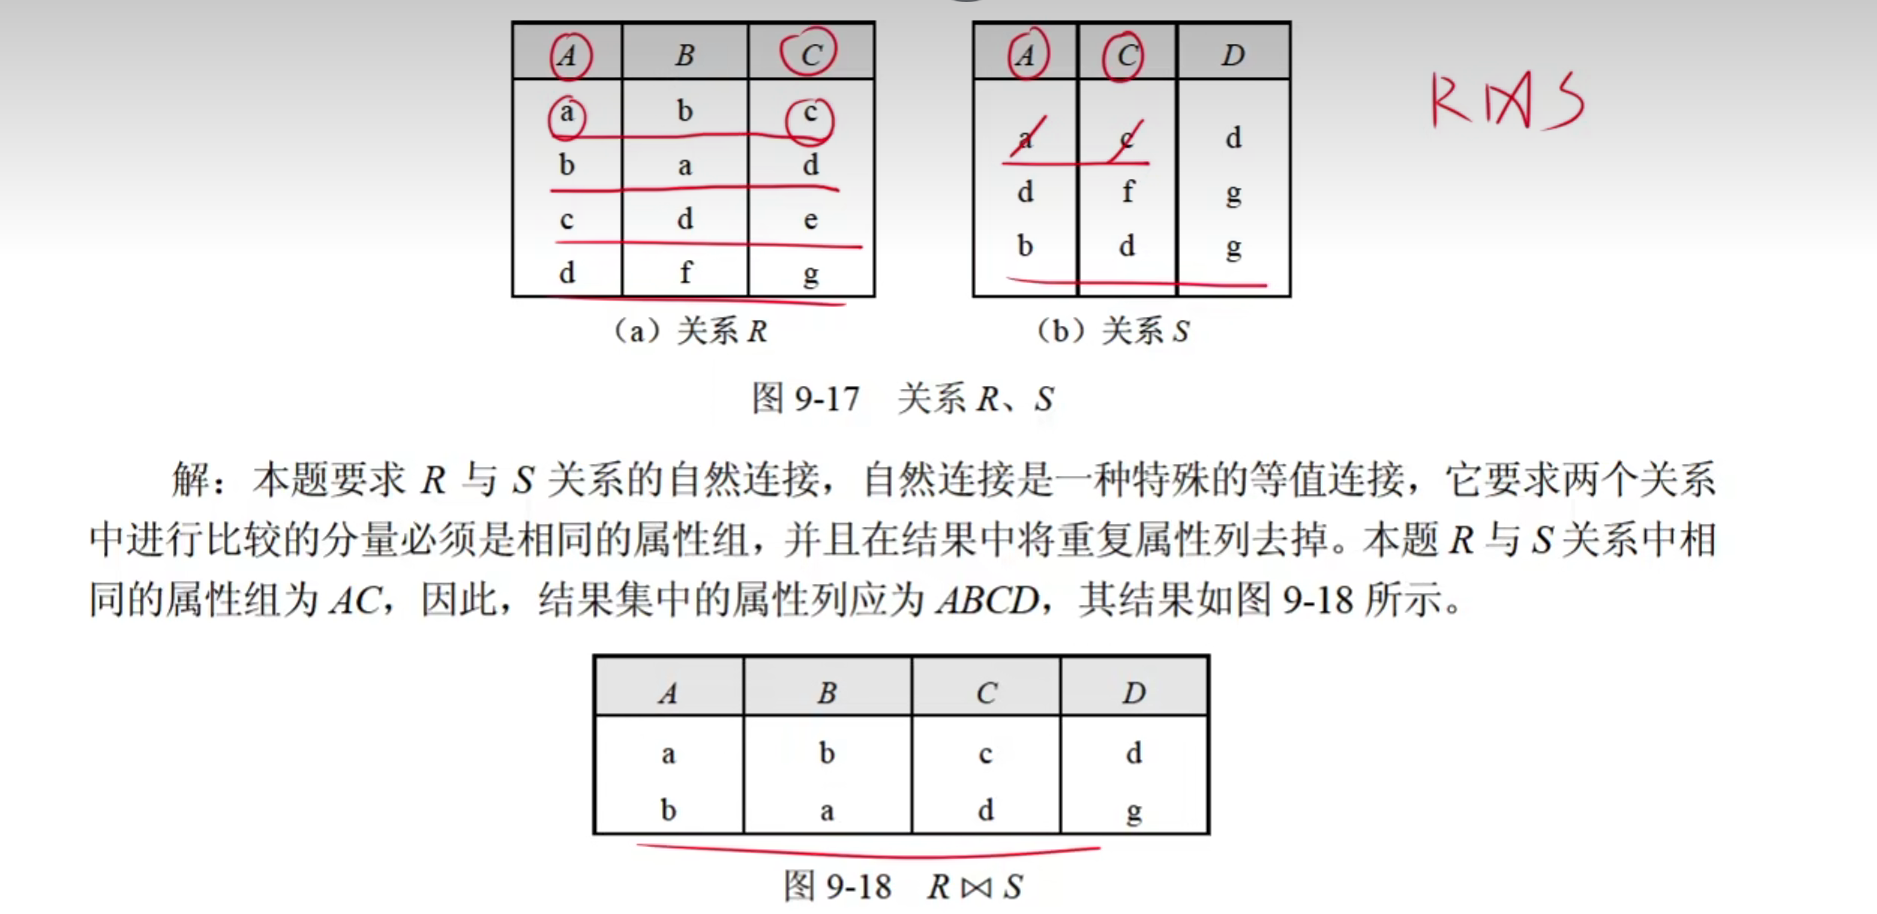 A B C
a b c
b a d
c d e
d f g
(a)关系 R
A C D
a c d
d f g
b d g
(b)关系 S
R⋈S
图 9-17 关系 R、S
解：本题要求 R 与 S 关系的自然连接，自然连接是一种特殊的等值连接，它要求两个关系
中进行比较的分量必须是相同的属性组，并且在结果中将重复属性列去掉。本题 R 与 S 关系中相
同的属性组为 AC，因此，结果集中的属性列应为 ABCD，其结果如图 9-18 所示。
A B C D
a b c d
b a d g
图 9-18 R⋈S